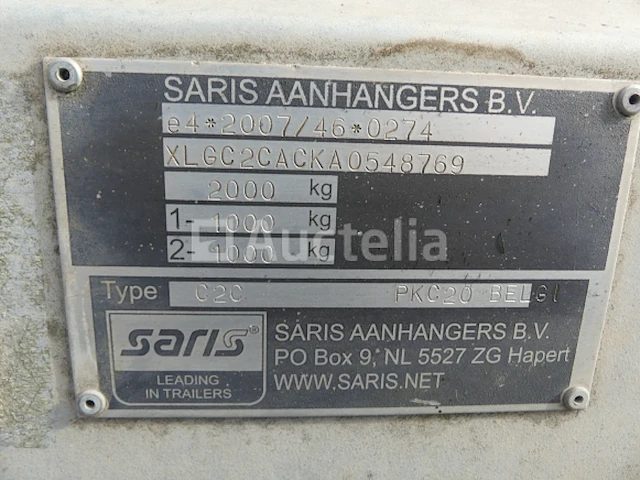 SARIS AANHANGERS B.V.
e4*2007/46*0274
XLGC2CACKA0548769
2000 kg
1- 1000 kg
2- 1000 kg
Auctelia
Type C2C PKC20 BELGI
saris®
LEADING
IN TRAILERS
SARIS AANHANGERS B.V.
PO Box 9, NL 5527 ZG Hapert
WWW.SARIS.NET